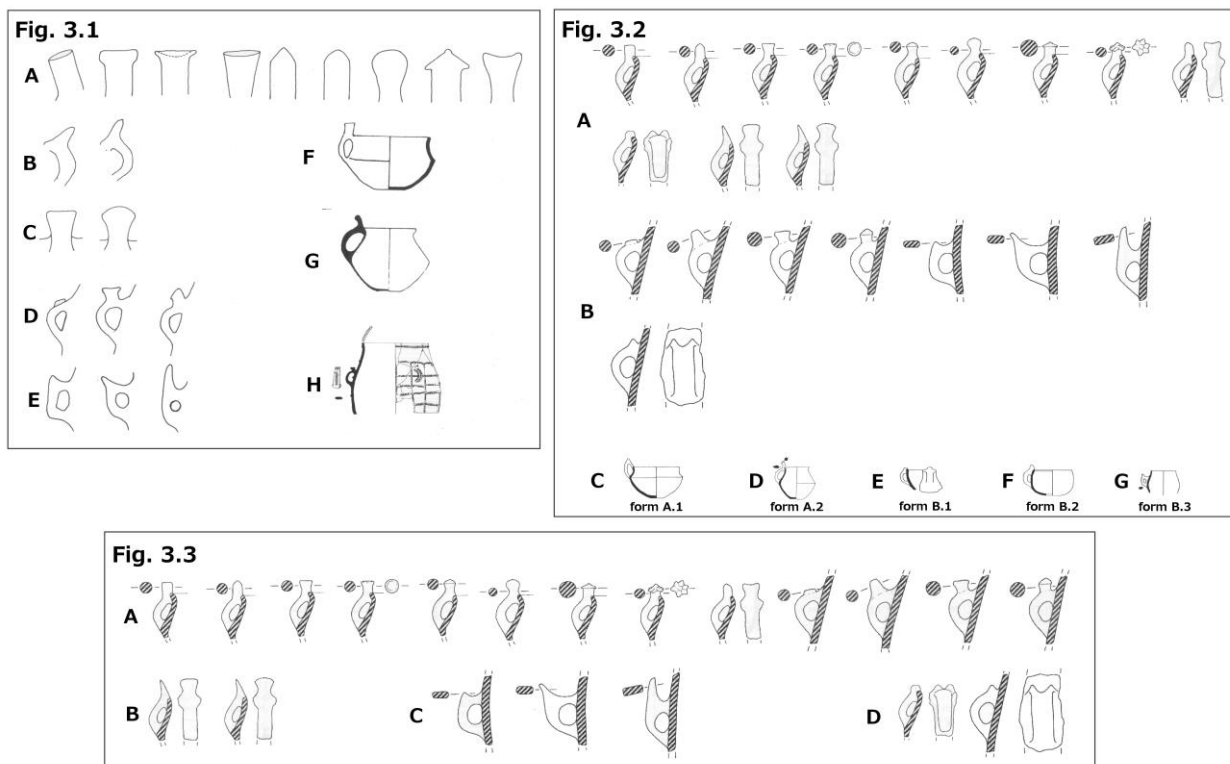 Fig. 3.1
A
B
C
D
E
F
G
H
Fig. 3.2
A
B
C
form A.1
D
form A.2
E
form B.1
F
form B.2
G
form B.3
Fig. 3.3
A
B
C
D